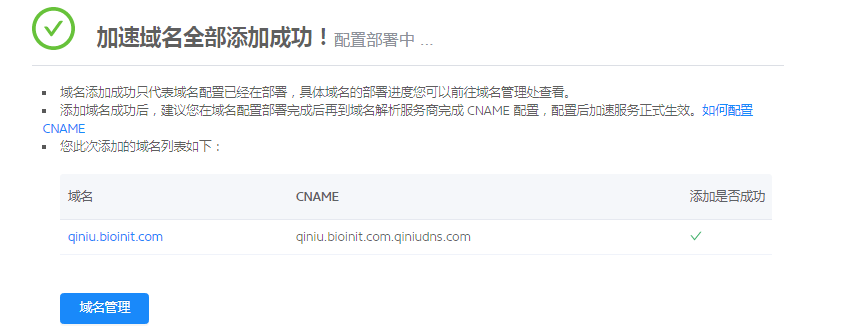 加速域名全部添加成功！配置部署中 ...
域名添加成功只代表域名配置已经在部署，具体域名的部署进度您可以前往域名管理处查看。
添加域名成功后，建议您在域名配置部署完成后再到域名解析服务商完成 CNAME 配置，配置后加速服务正式生效。如何配置
CNAME
您此次添加的域名列表如下：
域名 CNAME 添加是否成功
qiniu.bioinit.com qiniu.bioinit.com.qiniudns.com
域名管理